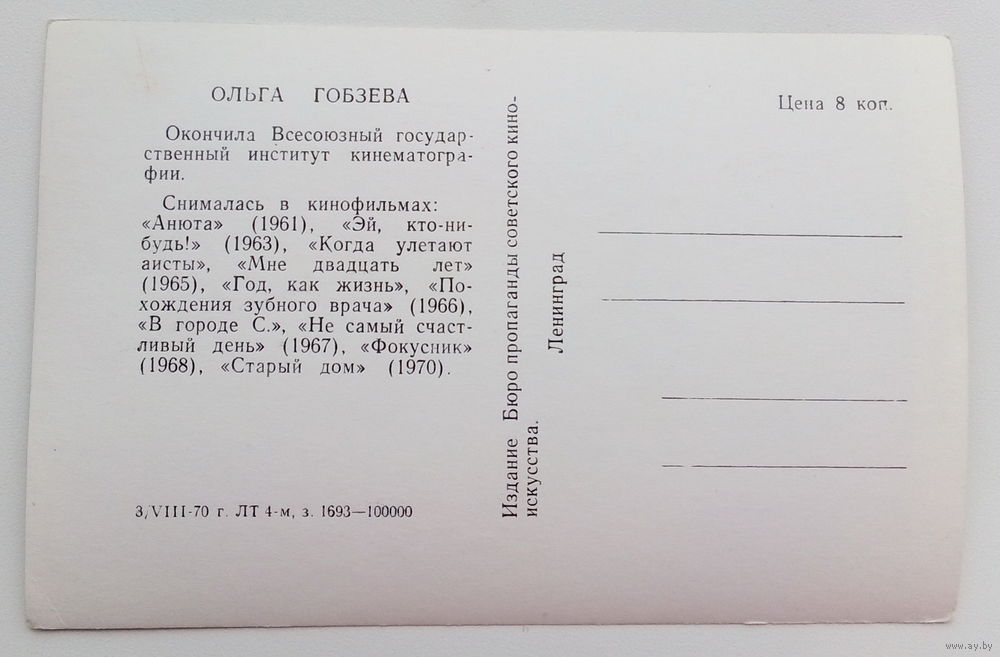 ОЛЬГА ГОБЗЕВА
Окончила Всесоюзный государ-
ственный институт кинематогра-
фии.
Снималась в кинофильмах:
«Анюта» (1961), «Эй, кто-ни-
будь!» (1963), «Когда улетают
аисты», «Мне двадцать лет»
(1965), «Год, как жизнь», «По-
хождения зубного врача» (1966),
«В городе С.», «Не самый счаст-
ливый день» (1967), «Фокусник»
(1968), «Старый дом» (1970).
3/VIII-70 г. ЛТ 4-м, з. 1693—100000
Издание Бюро пропаганды советского кино-
искусства.
Ленинград
Цена 8 коп.
www.ay.by